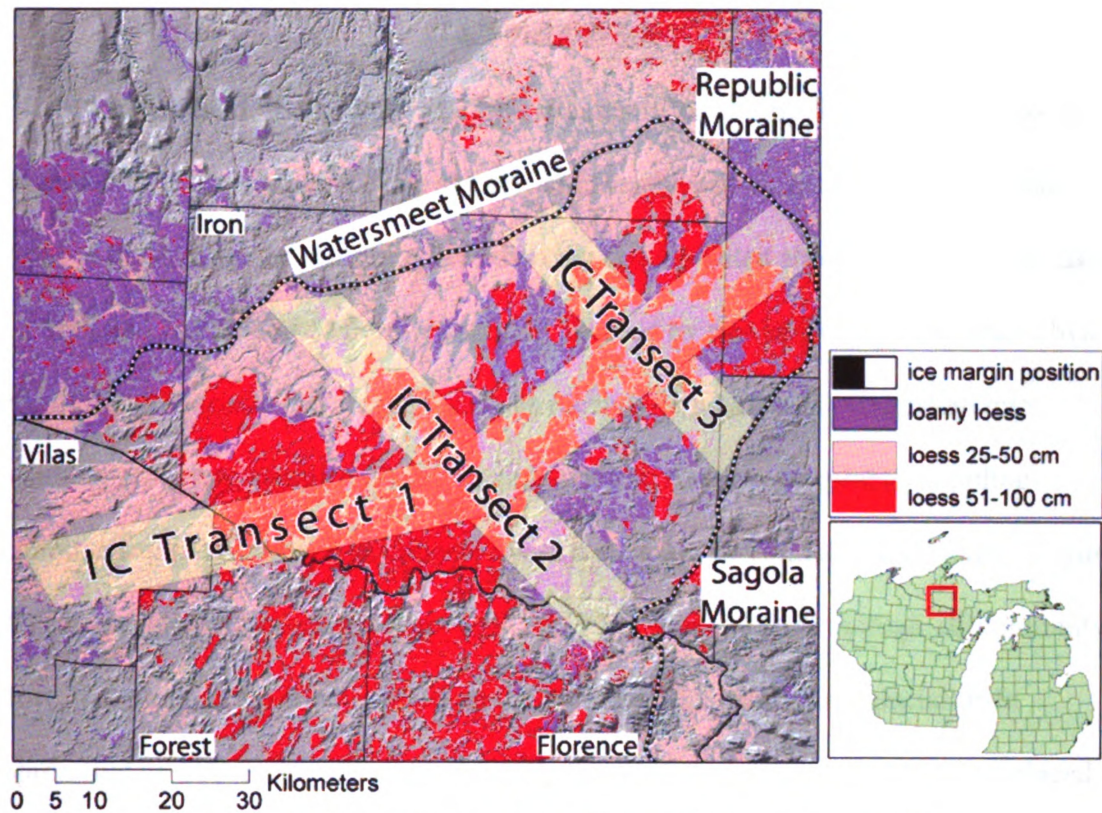 Republic
Moraine
Watersmeet Moraine
Iron
IC Transect 3
IC Transect 2
IC Transect 1
Vilas
Sagola
Moraine
Forest
Florence
Kilometers
0 5 10 20 30
ice margin position
loamy loess
loess 25-50 cm
loess 51-100 cm